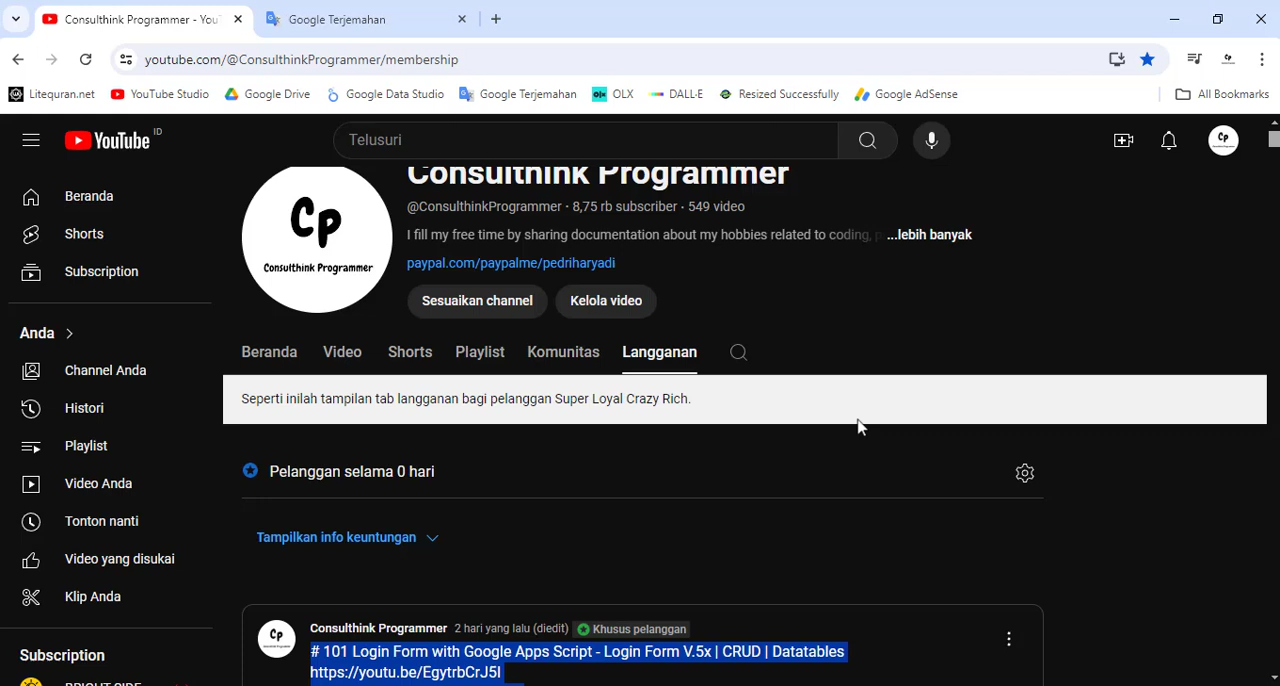 Consulthink Programmer - You
Google Terjemahan
youtube.com/@ConsulthinkProgrammer/membership
Litequran.net
YouTube Studio
Google Drive
Google Data Studio
Google Terjemahan
OLX
DALL·E
Resized Successfully
Google AdSense
All Bookmarks
YouTube ID
Telusuri
Cp
Beranda
Shorts
Subscription
Anda
Channel Anda
Histori
Playlist
Video Anda
Tonton nanti
Video yang disukai
Klip Anda
Subscription
BRIGHT SIDE
Cp
Consulthink Programmer
Consulthink Programmer
@ConsulthinkProgrammer · 8,75 rb subscriber · 549 video
I fill my free time by sharing documentation about my hobbies related to coding, ...lebih banyak
paypal.com/paypalme/pedriharyadi
Sesuaikan channel
Kelola video
Beranda
Video
Shorts
Playlist
Komunitas
Langganan
Seperti inilah tampilan tab langganan bagi pelanggan Super Loyal Crazy Rich.
Pelanggan selama 0 hari
Tampilkan info keuntungan
Cp
Consulthink Programmer 2 hari yang lalu (diedit) Khusus pelanggan
# 101 Login Form with Google Apps Script - Login Form V.5x | CRUD | Datatables
https://youtu.be/EgytrbCrJ5I